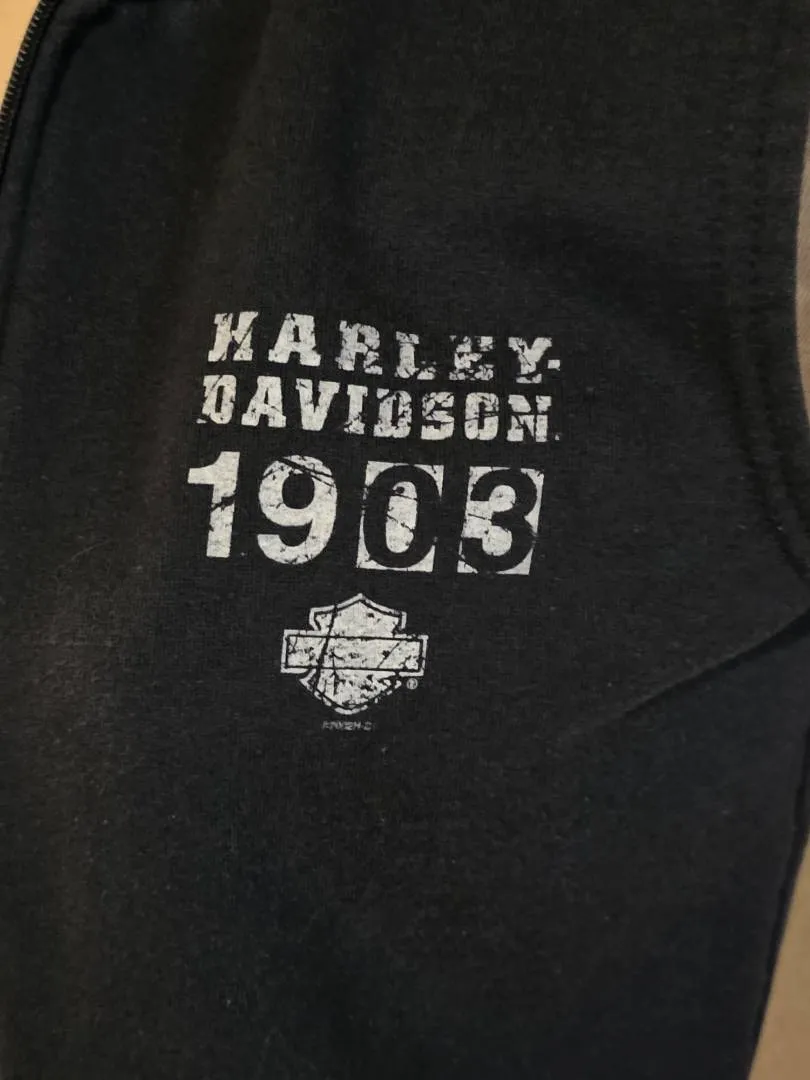 HARLEY-
DAVIDSON
1903
®